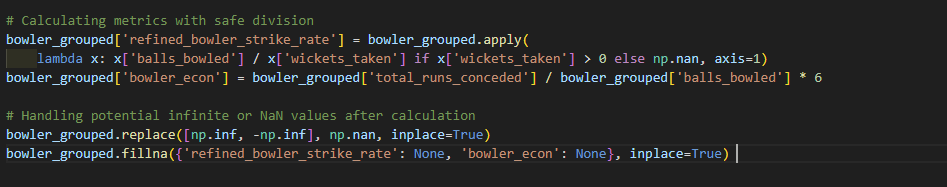 # Calculating metrics with safe division
bowler_grouped['refined_bowler_strike_rate'] = bowler_grouped.apply(
    lambda x: x['balls_bowled'] / x['wickets_taken'] if x['wickets_taken'] > 0 else np.nan, axis=1)
bowler_grouped['bowler_econ'] = bowler_grouped['total_runs_conceded'] / bowler_grouped['balls_bowled'] * 6

# Handling potential infinite or NaN values after calculation
bowler_grouped.replace([np.inf, -np.inf], np.nan, inplace=True)
bowler_grouped.fillna({'refined_bowler_strike_rate': None, 'bowler_econ': None}, inplace=True)